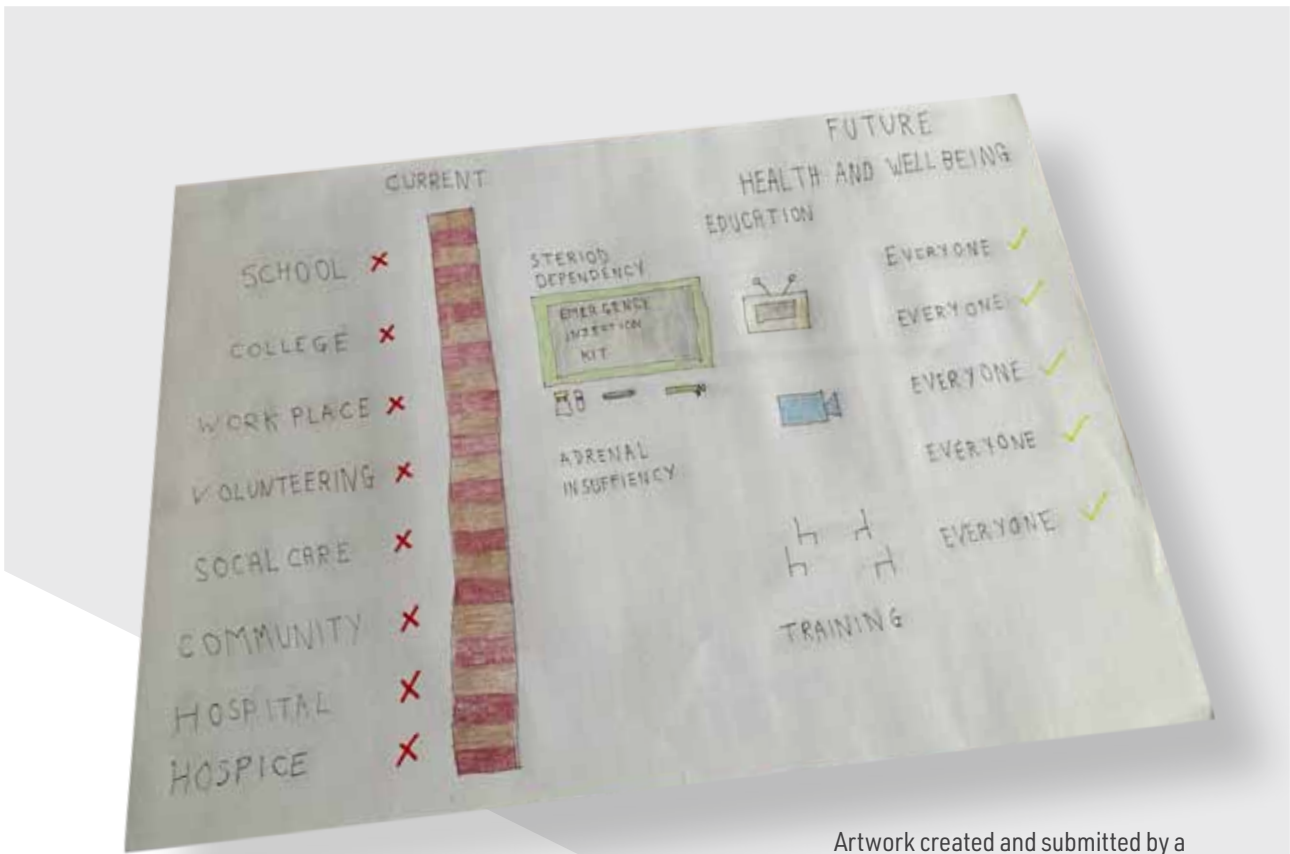 CURRENT
SCHOOL
COLLEGE
WORK PLACE
VOLUNTEERING
SOCAL CARE
COMMUNITY
HOSPITAL
HOSPICE
STERIOD
DEPENDENCY
EMERGENCY
INJECTION
KIT
ADRENAL
INSUFFIENCY
FUTURE
HEALTH AND WELL BEING
EDUCATION
TRAINING
EVERYONE
EVERYONE
EVERYONE
EVERYONE
EVERYONE
Artwork created and submitted by a